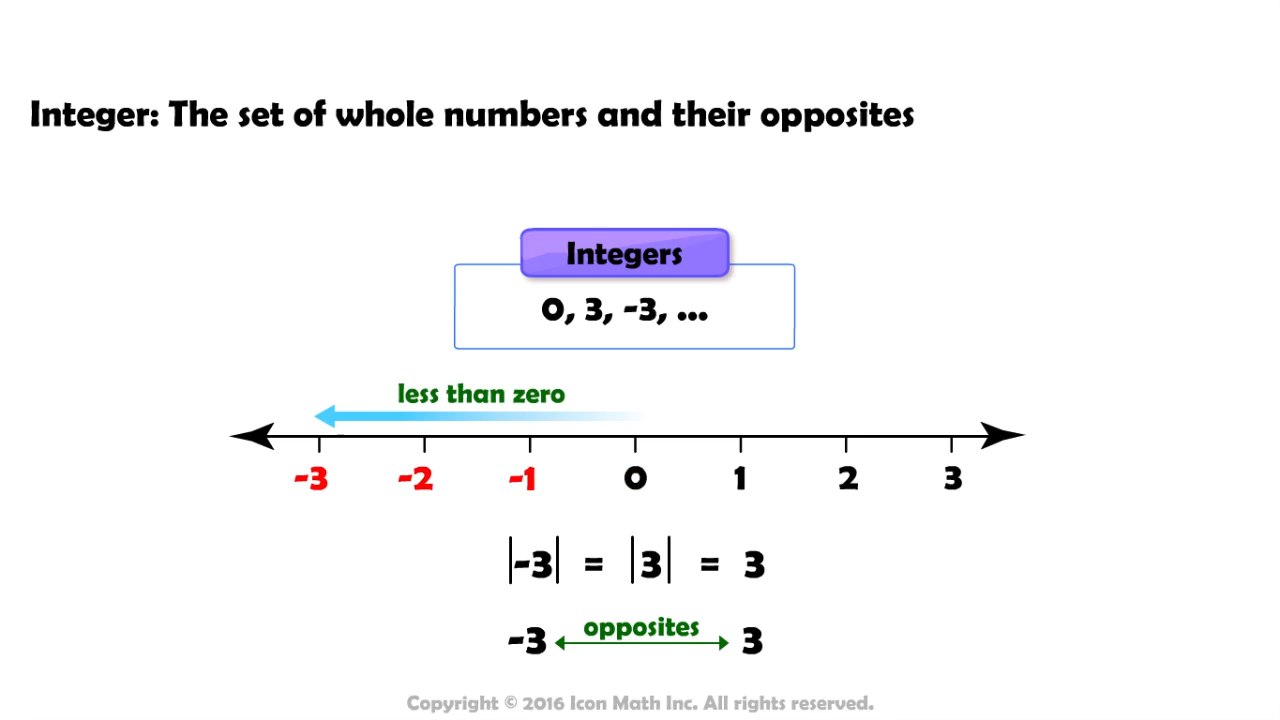 Integer: The set of whole numbers and their opposites
Integers
0, 3, -3, ...
less than zero
-3 -2 -1 0 1 2 3
|-3| = |3| = 3
opposites
-3 3
Copyright © 2016 Icon Math Inc. All rights reserved.